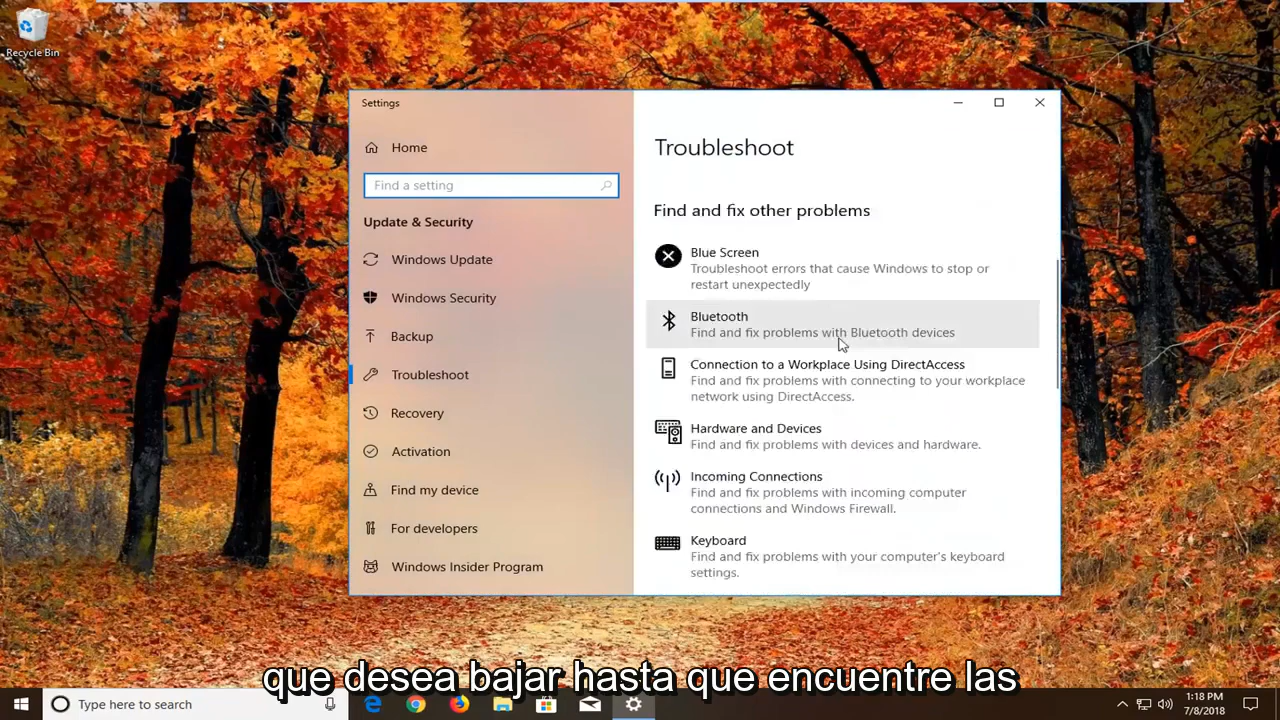 Recycle Bin
Settings
Home
Find a setting
Update & Security
Windows Update
Windows Security
Backup
Troubleshoot
Recovery
Activation
Find my device
For developers
Windows Insider Program
Troubleshoot
Find and fix other problems
Blue Screen
Troubleshoot errors that cause Windows to stop or
restart unexpectedly
Bluetooth
Find and fix problems with Bluetooth devices
Connection to a Workplace Using DirectAccess
Find and fix problems with connecting to your workplace
network using DirectAccess.
Hardware and Devices
Find and fix problems with devices and hardware.
Incoming Connections
Find and fix problems with incoming computer
connections and Windows Firewall.
Keyboard
Find and fix problems with your computer's keyboard
settings.
que desea bajar hasta que encuentre las
Type here to search
1:18 PM
7/8/2018